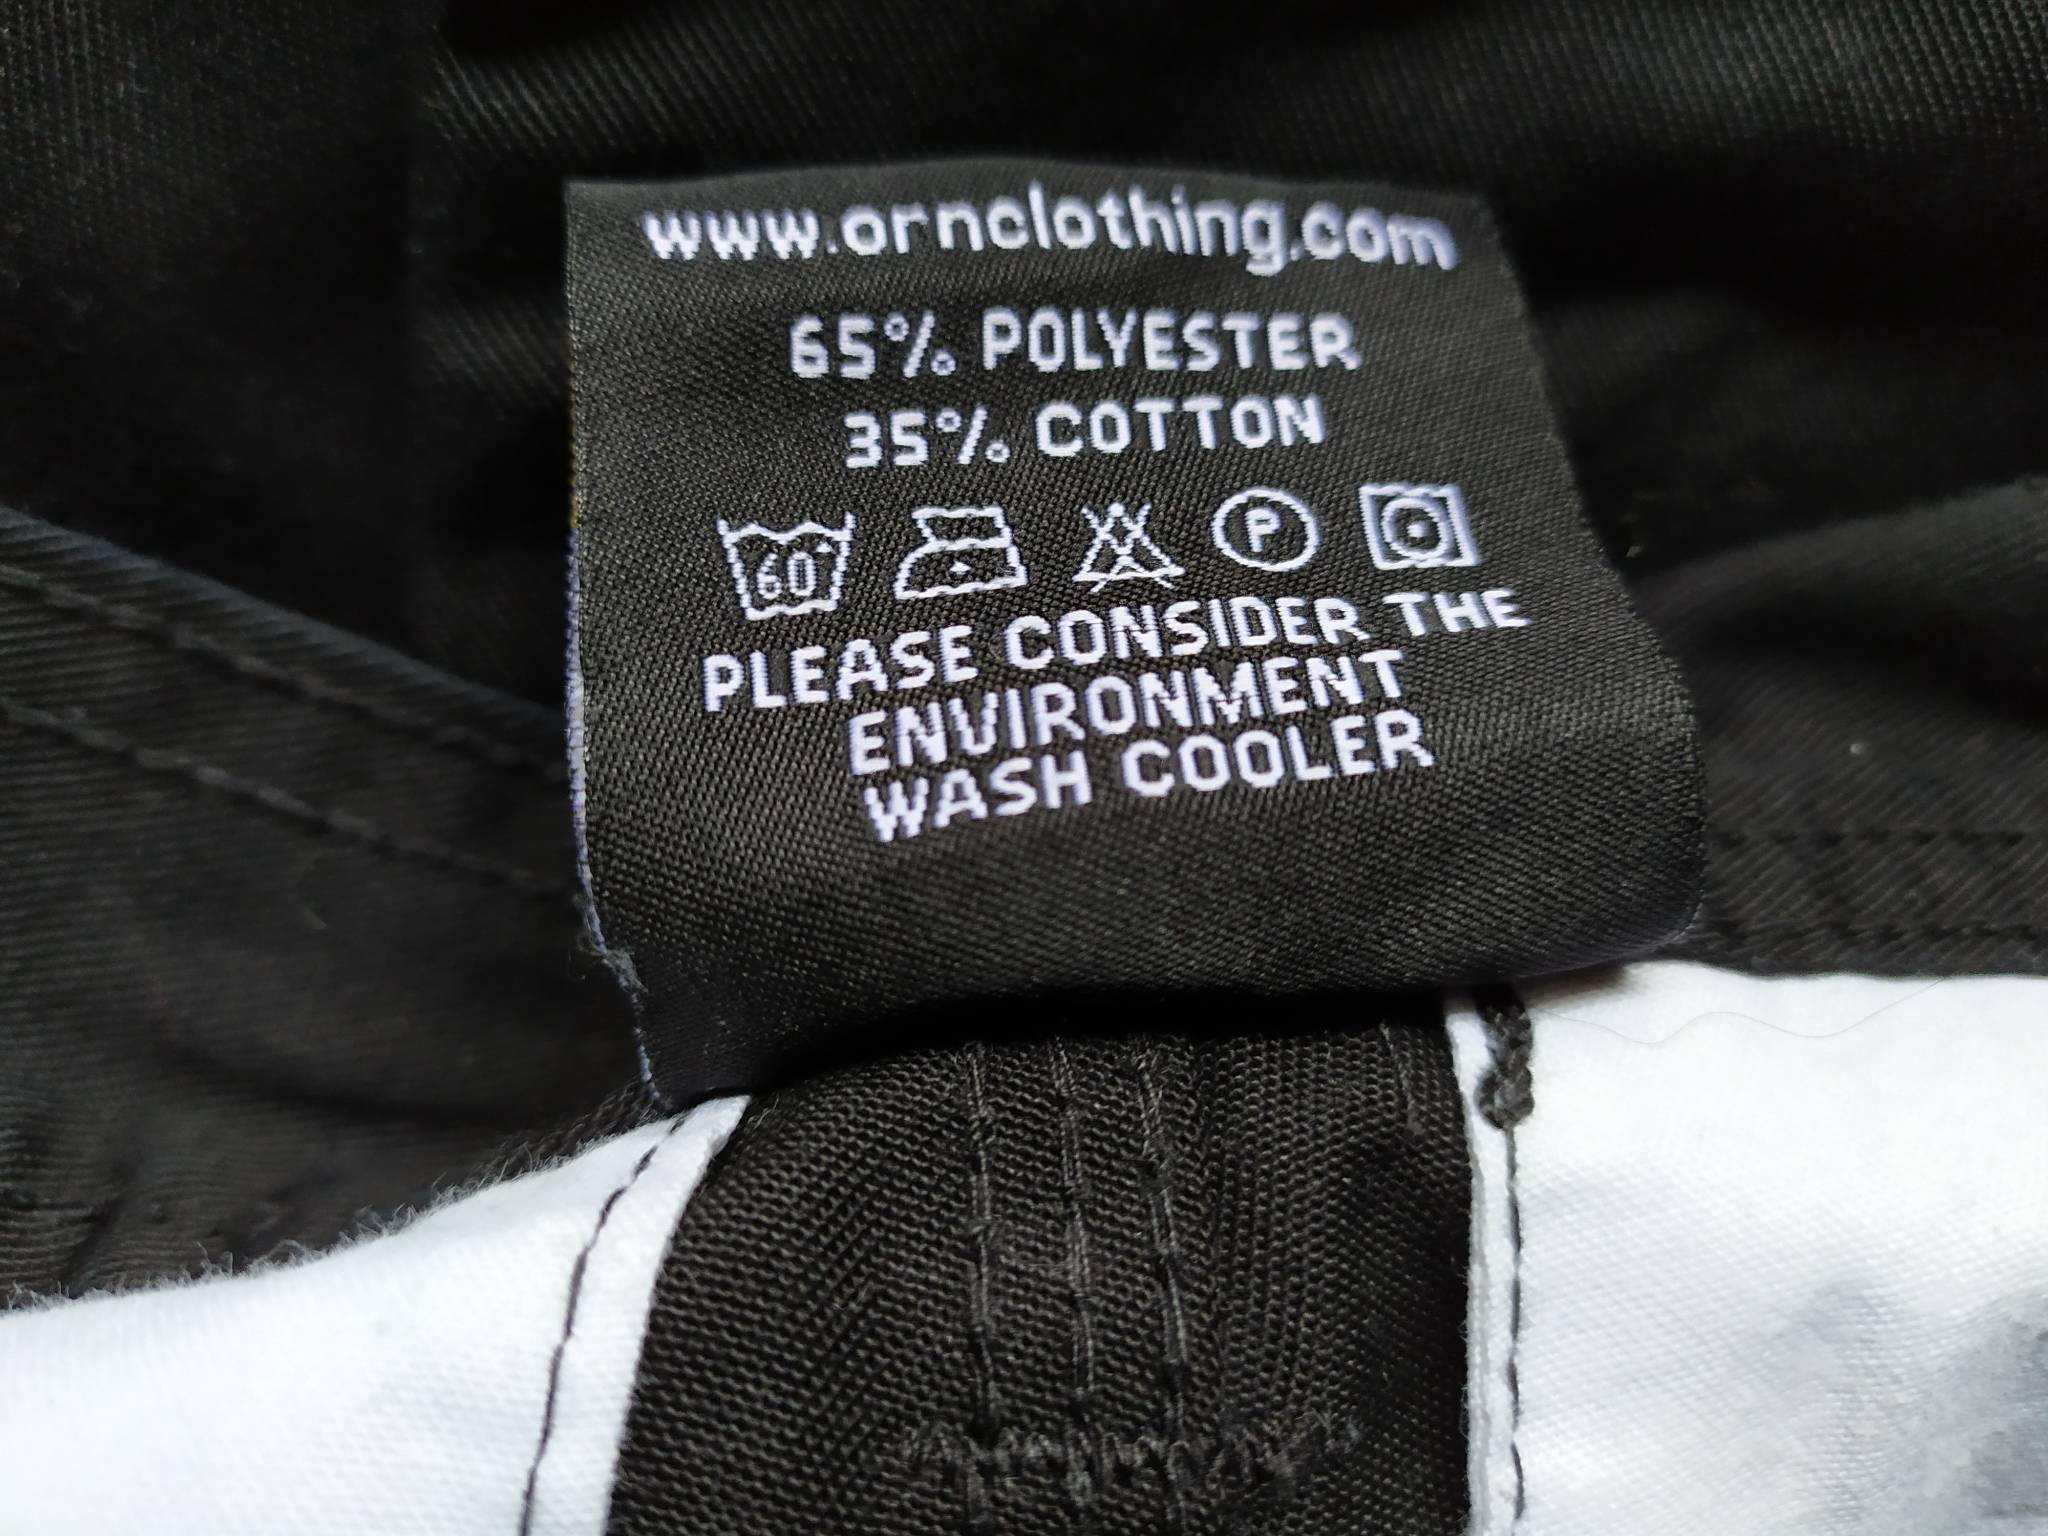 www.ornclothing.com
65% POLYESTER
35% COTTON
60° P
PLEASE CONSIDER THE
ENVIRONMENT
WASH COOLER